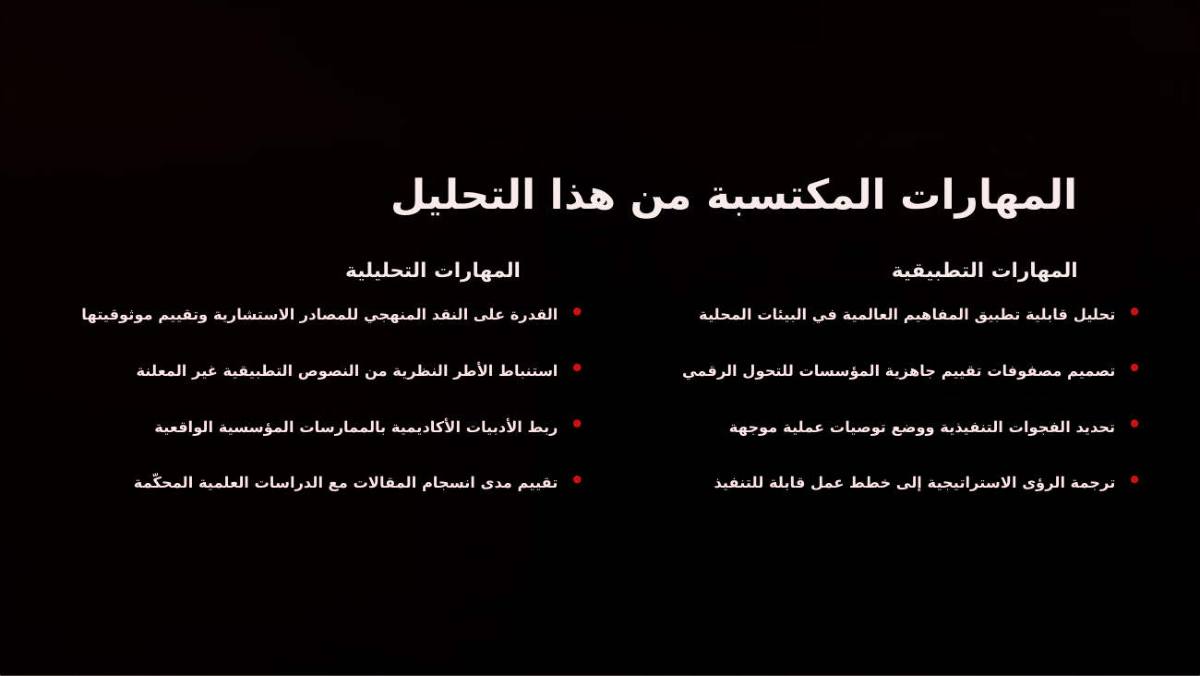 المهارات المكتسبة من هذا التحليل
المهارات التطبيقية
تحليل قابلية تطبيق المفاهيم العالمية في البيئات المحلية
تصميم مصفوفات تقييم جاهزية المؤسسات للتحول الرقمي
تحديد الفجوات التنفيذية ووضع توصيات عملية موجهة
ترجمة الرؤى الاستراتيجية إلى خطط عمل قابلة للتنفيذ
المهارات التحليلية
القدرة على النقد المنهجي للمصادر الاستشارية وتقييم موثوقيتها
استنباط الأطر النظرية من النصوص التطبيقية غير المعلنة
ربط الأدبيات الأكاديمية بالممارسات المؤسسية الواقعية
تقييم مدى انسجام المقالات مع الدراسات العلمية المحكّمة